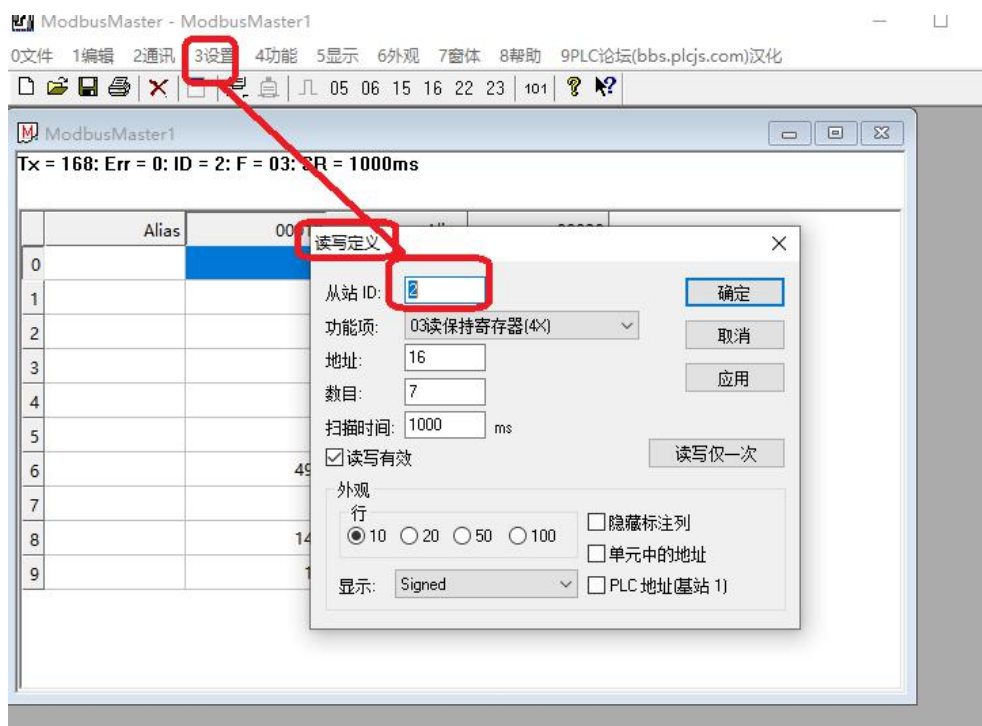 ModbusMaster - ModbusMaster1
0文件 1编辑 2通讯 3设置 4功能 5显示 6外观 7窗体 8帮助 9PLC论坛(bbs.plcjs.com)汉化
05 06 15 16 22 23 101
ModbusMaster1
Tx = 168: Err = 0: ID = 2: F = 03: SR = 1000ms
Alias
0
1
2
3
4
5
6
7
8
9
读写定义
从站 ID: 2
确定
功能项: 03读保持寄存器(4X)
取消
地址: 16
应用
数目: 7
扫描时间: 1000 ms
读写有效
读写仅一次
外观
行
10 20 50 100
隐藏标注列
单元中的地址
显示: Signed
PLC 地址(基站 1)